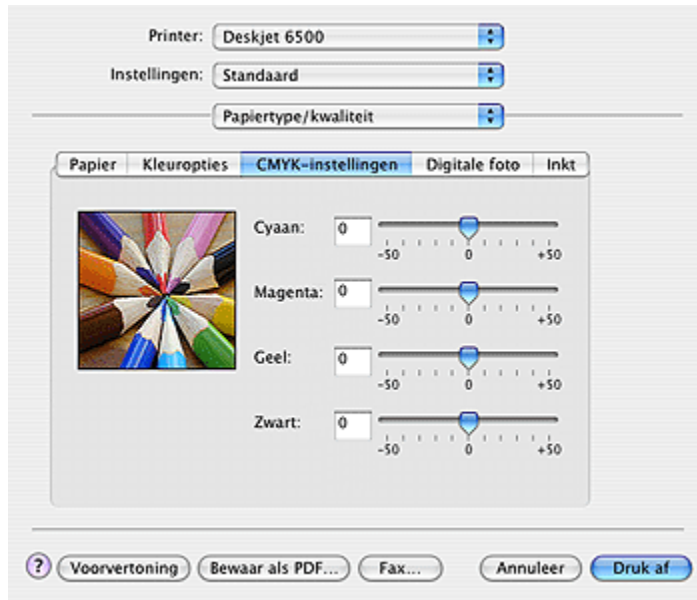 Printer: Deskjet 6500
Instellingen: Standaard
Papiertype/kwaliteit
Papier Kleuropties CMYK-instellingen Digitale foto Inkt
Cyaan: 0
-50 0 +50
Magenta: 0
-50 0 +50
Geel: 0
-50 0 +50
Zwart: 0
-50 0 +50
? Voorvertoning Bewaar als PDF... Fax... Annuleer Druk af